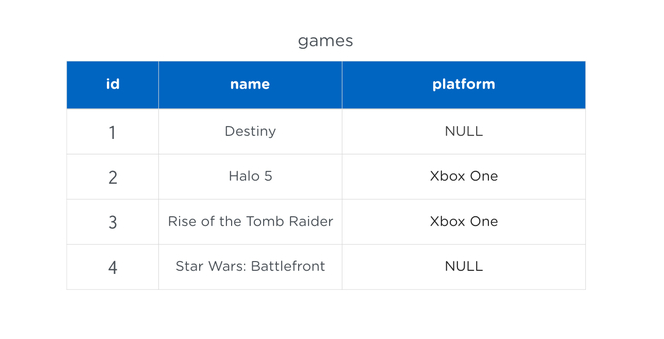 games
id name platform
1 Destiny NULL
2 Halo 5 Xbox One
3 Rise of the Tomb Raider Xbox One
4 Star Wars: Battlefront NULL